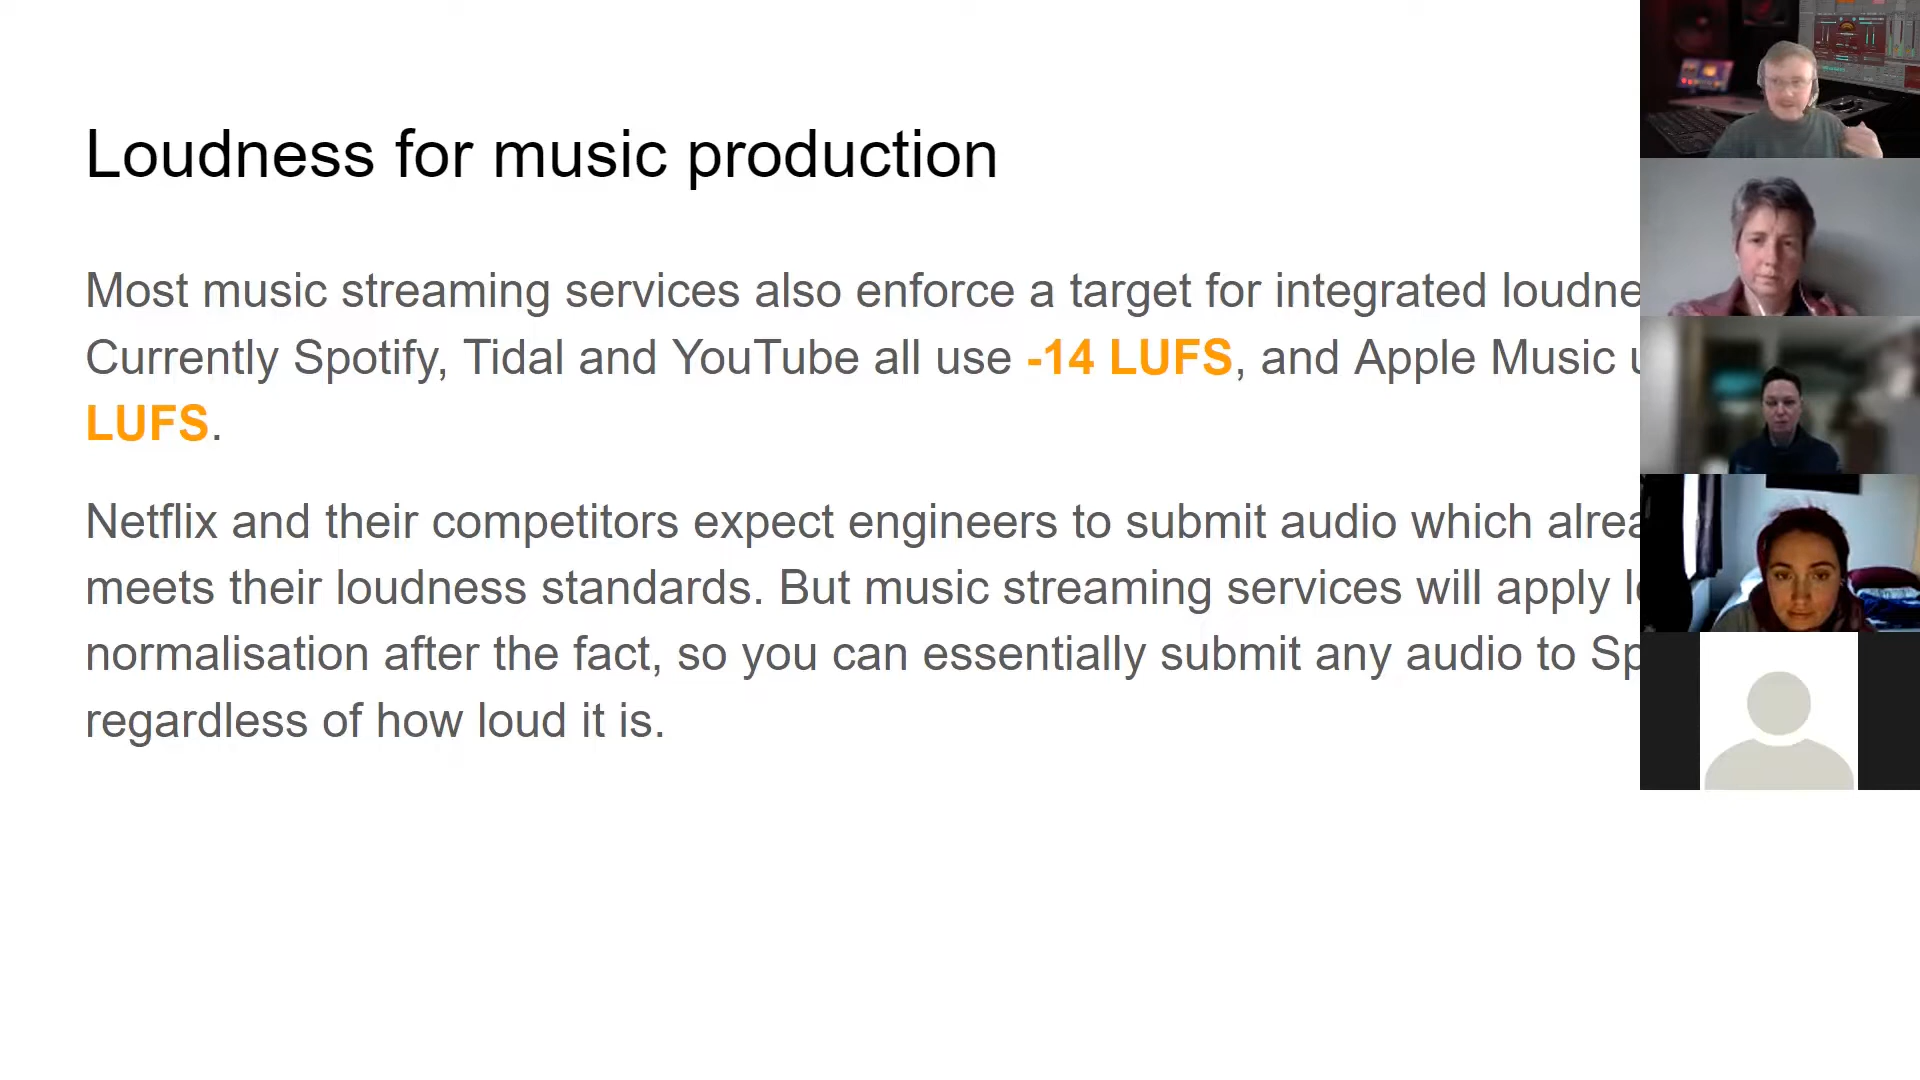 Loudness for music production
Most music streaming services also enforce a target for integrated
Currently Spotify, Tidal and YouTube all use -14 LUFS, and Apple Music
LUFS.
Netflix and their competitors expect engineers to submit audio which
meets their loudness standards. But music streaming services will apply
normalisation after the fact, so you can essentially submit any audio to
regardless of how loud it is.